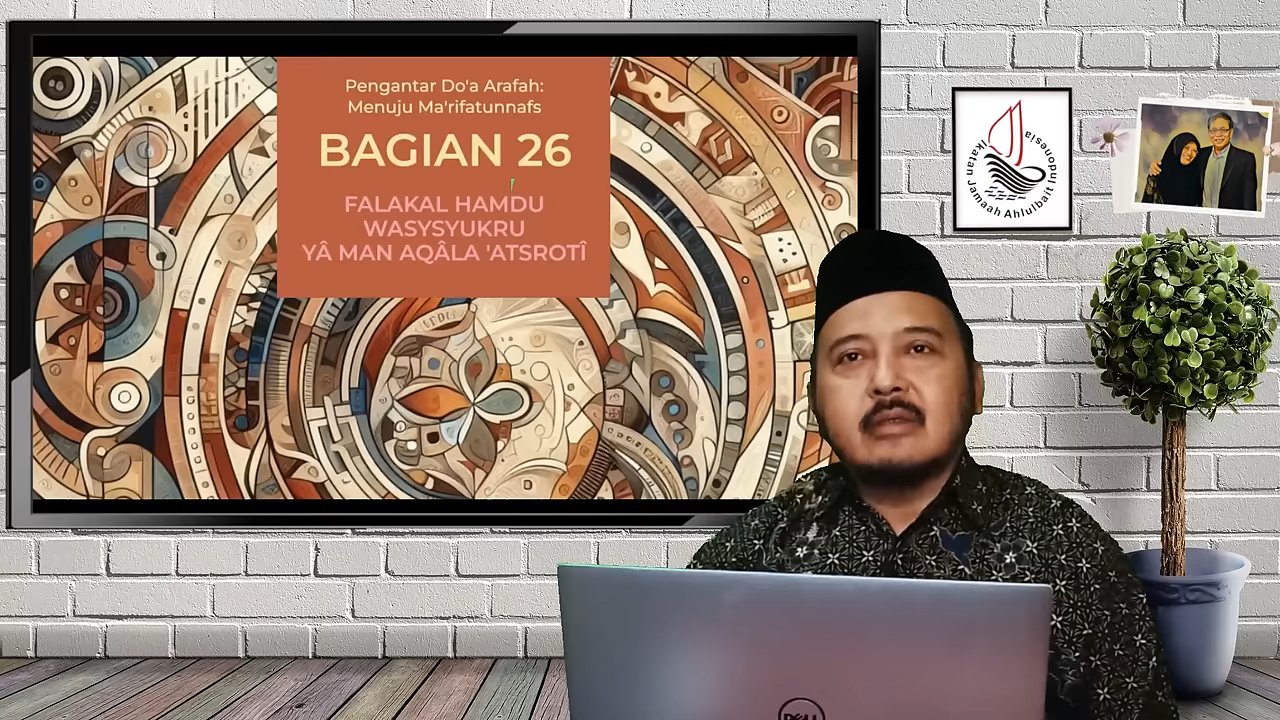 Pengantar Do'a Arafah:
Menuju Ma'rifatunnafs
BAGIAN 26
FALAKAL HAMDU
WASYSYUKRU
YÂ MAN AQÂLA 'ATSROTÎ
Ikatan Jamaah Ahlulbait Indonesia
DELL